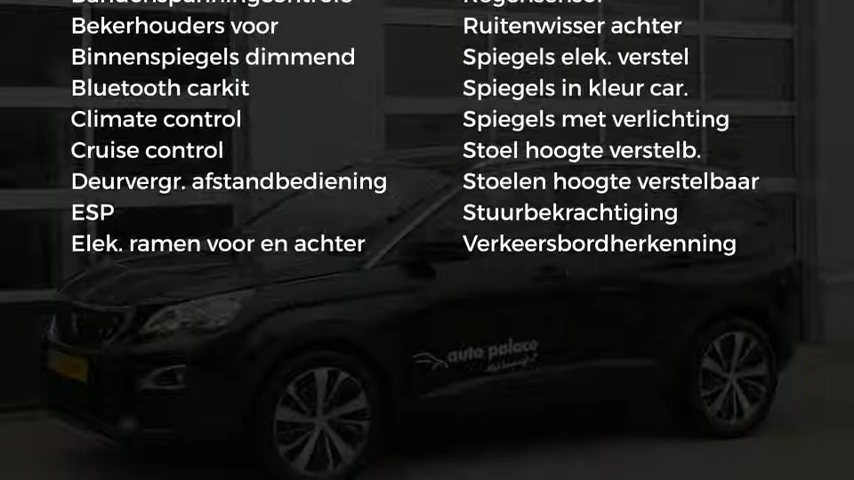 Bandenspanningscontrole
Bekerhouders voor
Binnenspiegels dimmend
Bluetooth carkit
Climate control
Cruise control
Deurvergr. afstandbediening
ESP
Elek. ramen voor en achter
Regensensor
Ruitenwisser achter
Spiegels elek. verstel
Spiegels in kleur car.
Spiegels met verlichting
Stoel hoogte verstelb.
Stoelen hoogte verstelbaar
Stuurbekrachtiging
Verkeersbordherkenning
auto palace